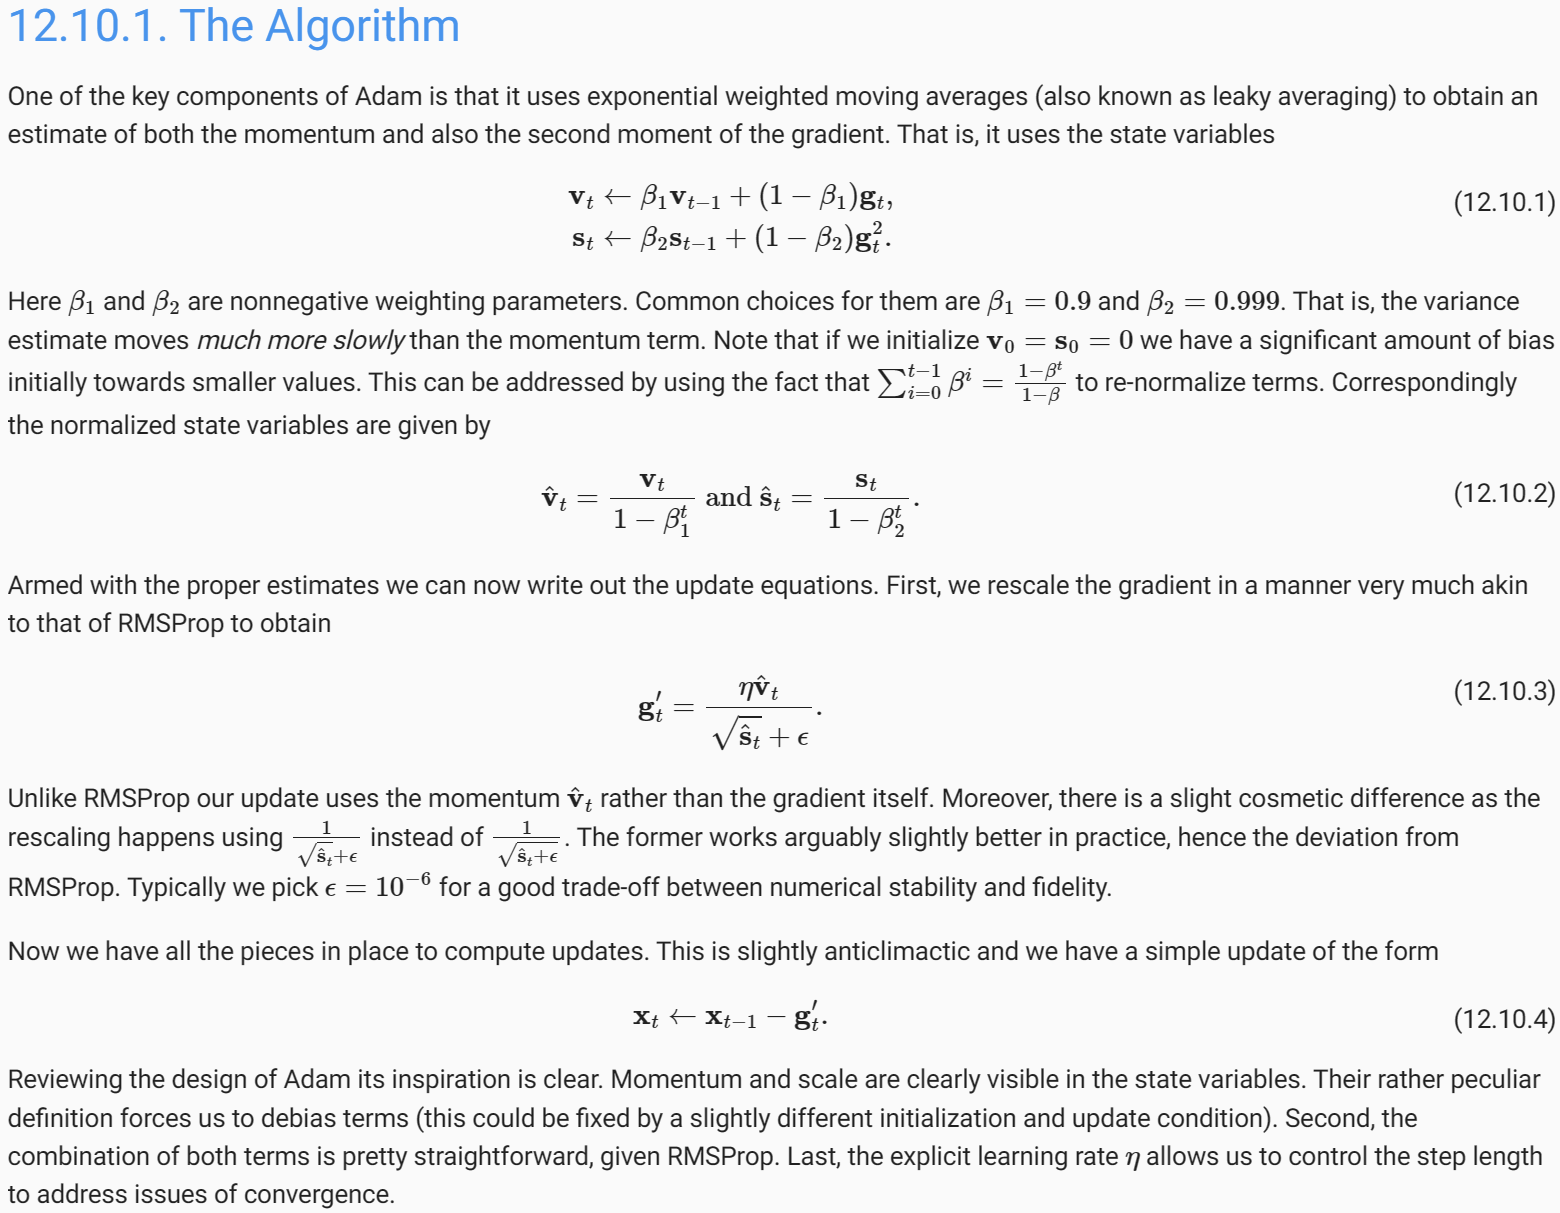 12.10.1. The Algorithm
One of the key components of Adam is that it uses exponential weighted moving averages (also known as leaky averaging) to obtain an
estimate of both the momentum and also the second moment of the gradient. That is, it uses the state variables
$\mathbf{v}_t \leftarrow \beta_1 \mathbf{v}_{t-1} + (1 - \beta_1) \mathbf{g}_t,$ (12.10.1)
$\mathbf{s}_t \leftarrow \beta_2 \mathbf{s}_{t-1} + (1 - \beta_2) \mathbf{g}_t^2.$
Here $\beta_1$ and $\beta_2$ are nonnegative weighting parameters. Common choices for them are $\beta_1 = 0.9$ and $\beta_2 = 0.999$. That is, the variance
estimate moves much more slowly than the momentum term. Note that if we initialize $\mathbf{v}_0 = \mathbf{s}_0 = 0$ we have a significant amount of bias
initially towards smaller values. This can be addressed by using the fact that $\sum_{i=0}^{t-1} \beta^i = \frac{1-\beta^t}{1-\beta}$ to re-normalize terms. Correspondingly
the normalized state variables are given by
$\hat{\mathbf{v}}_t = \frac{\mathbf{v}_t}{1 - \beta_1^t} \text{ and } \hat{\mathbf{s}}_t = \frac{\mathbf{s}_t}{1 - \beta_2^t}.$ (12.10.2)
Armed with the proper estimates we can now write out the update equations. First, we rescale the gradient in a manner very much akin
to that of RMSProp to obtain
$\mathbf{g}_t' = \frac{\eta \hat{\mathbf{v}}_t}{\sqrt{\hat{\mathbf{s}}_t} + \epsilon}.$ (12.10.3)
Unlike RMSProp our update uses the momentum $\hat{\mathbf{v}}_t$ rather than the gradient itself. Moreover, there is a slight cosmetic difference as the
rescaling happens using $\frac{1}{\sqrt{\hat{\mathbf{s}}_t} + \epsilon}$ instead of $\frac{1}{\sqrt{\hat{\mathbf{s}}_t + \epsilon}}$. The former works arguably slightly better in practice, hence the deviation from
RMSProp. Typically we pick $\epsilon = 10^{-6}$ for a good trade-off between numerical stability and fidelity.
Now we have all the pieces in place to compute updates. This is slightly anticlimactic and we have a simple update of the form
$\mathbf{x}_t \leftarrow \mathbf{x}_{t-1} - \mathbf{g}_t'.$ (12.10.4)
Reviewing the design of Adam its inspiration is clear. Momentum and scale are clearly visible in the state variables. Their rather peculiar
definition forces us to debias terms (this could be fixed by a slightly different initialization and update condition). Second, the
combination of both terms is pretty straightforward, given RMSProp. Last, the explicit learning rate $\eta$ allows us to control the step length
to address issues of convergence.